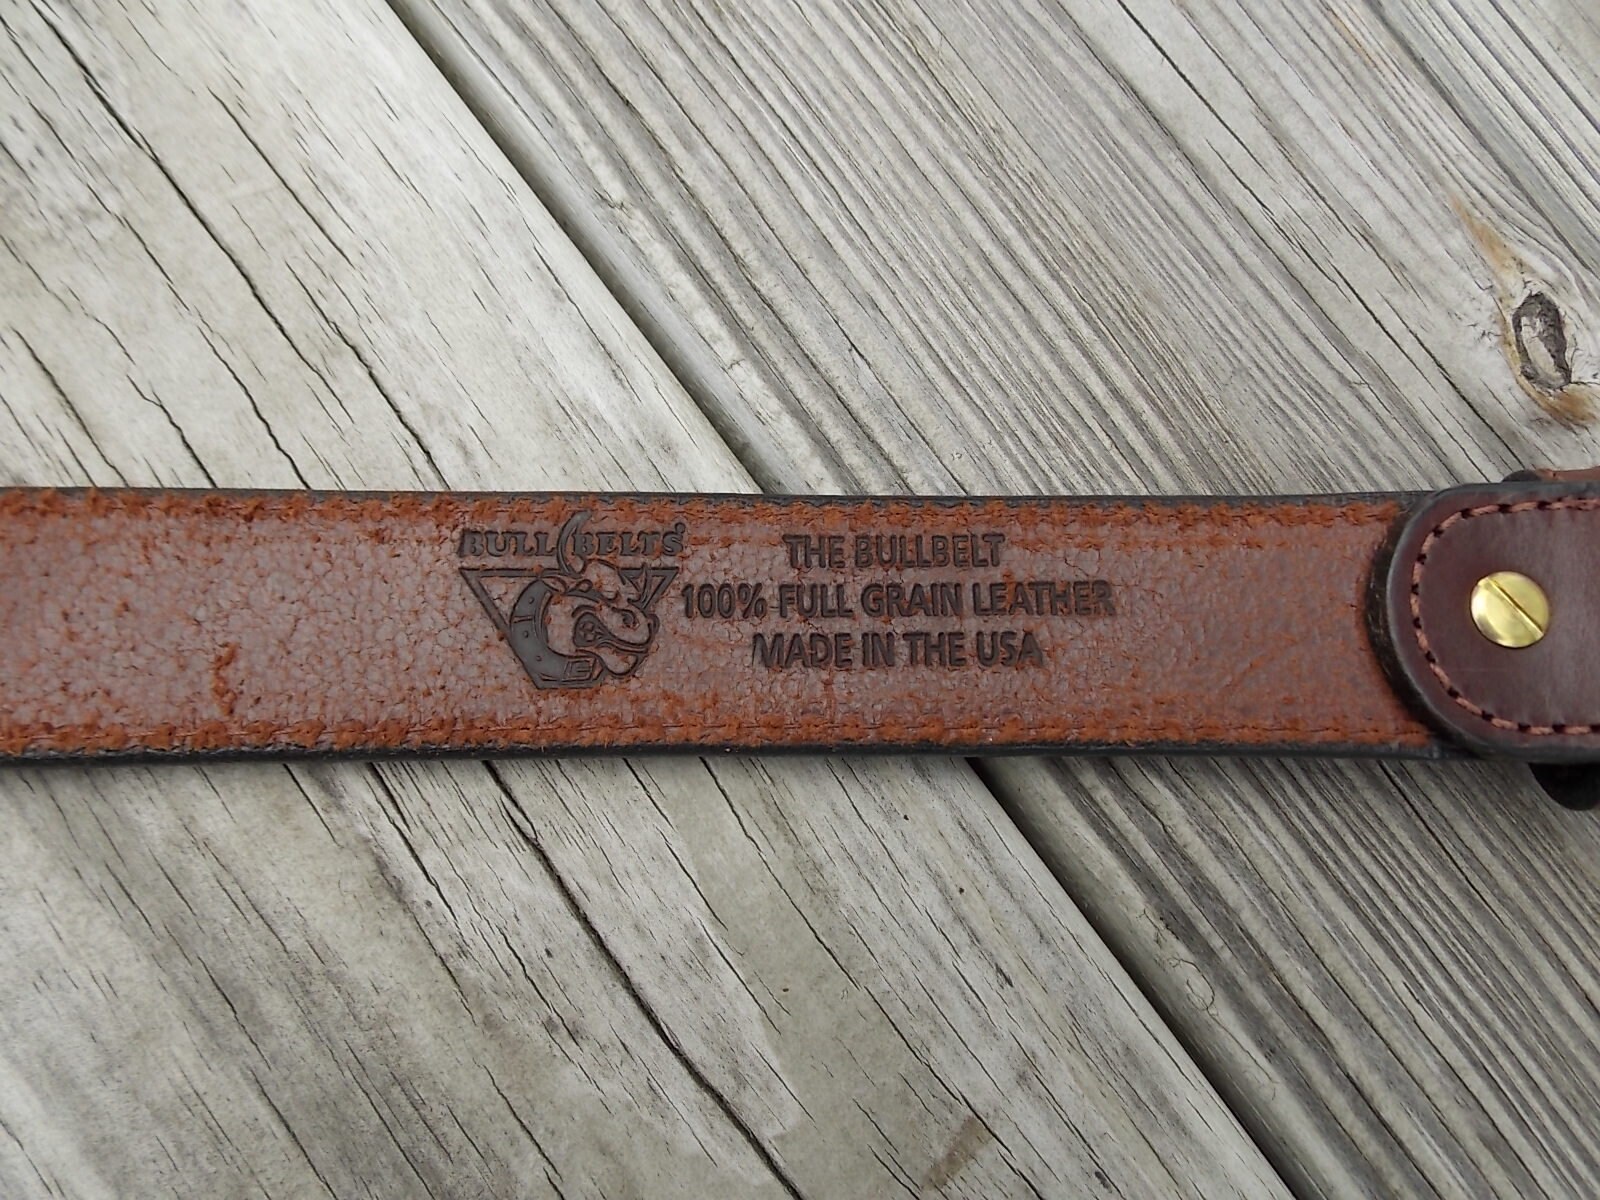 BULL BELTS®
THE BULLBELT
100% FULL GRAIN LEATHER
MADE IN THE USA